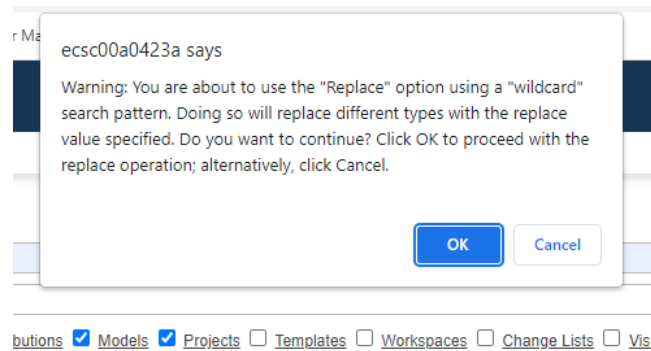 r Ma
ecsc00a0423a says
Warning: You are about to use the "Replace" option using a "wildcard"
search pattern. Doing so will replace different types with the replace
value specified. Do you want to continue? Click OK to proceed with the
replace operation; alternatively, click Cancel.
OK Cancel
butions Models Projects Templates Workspaces Change Lists Vis